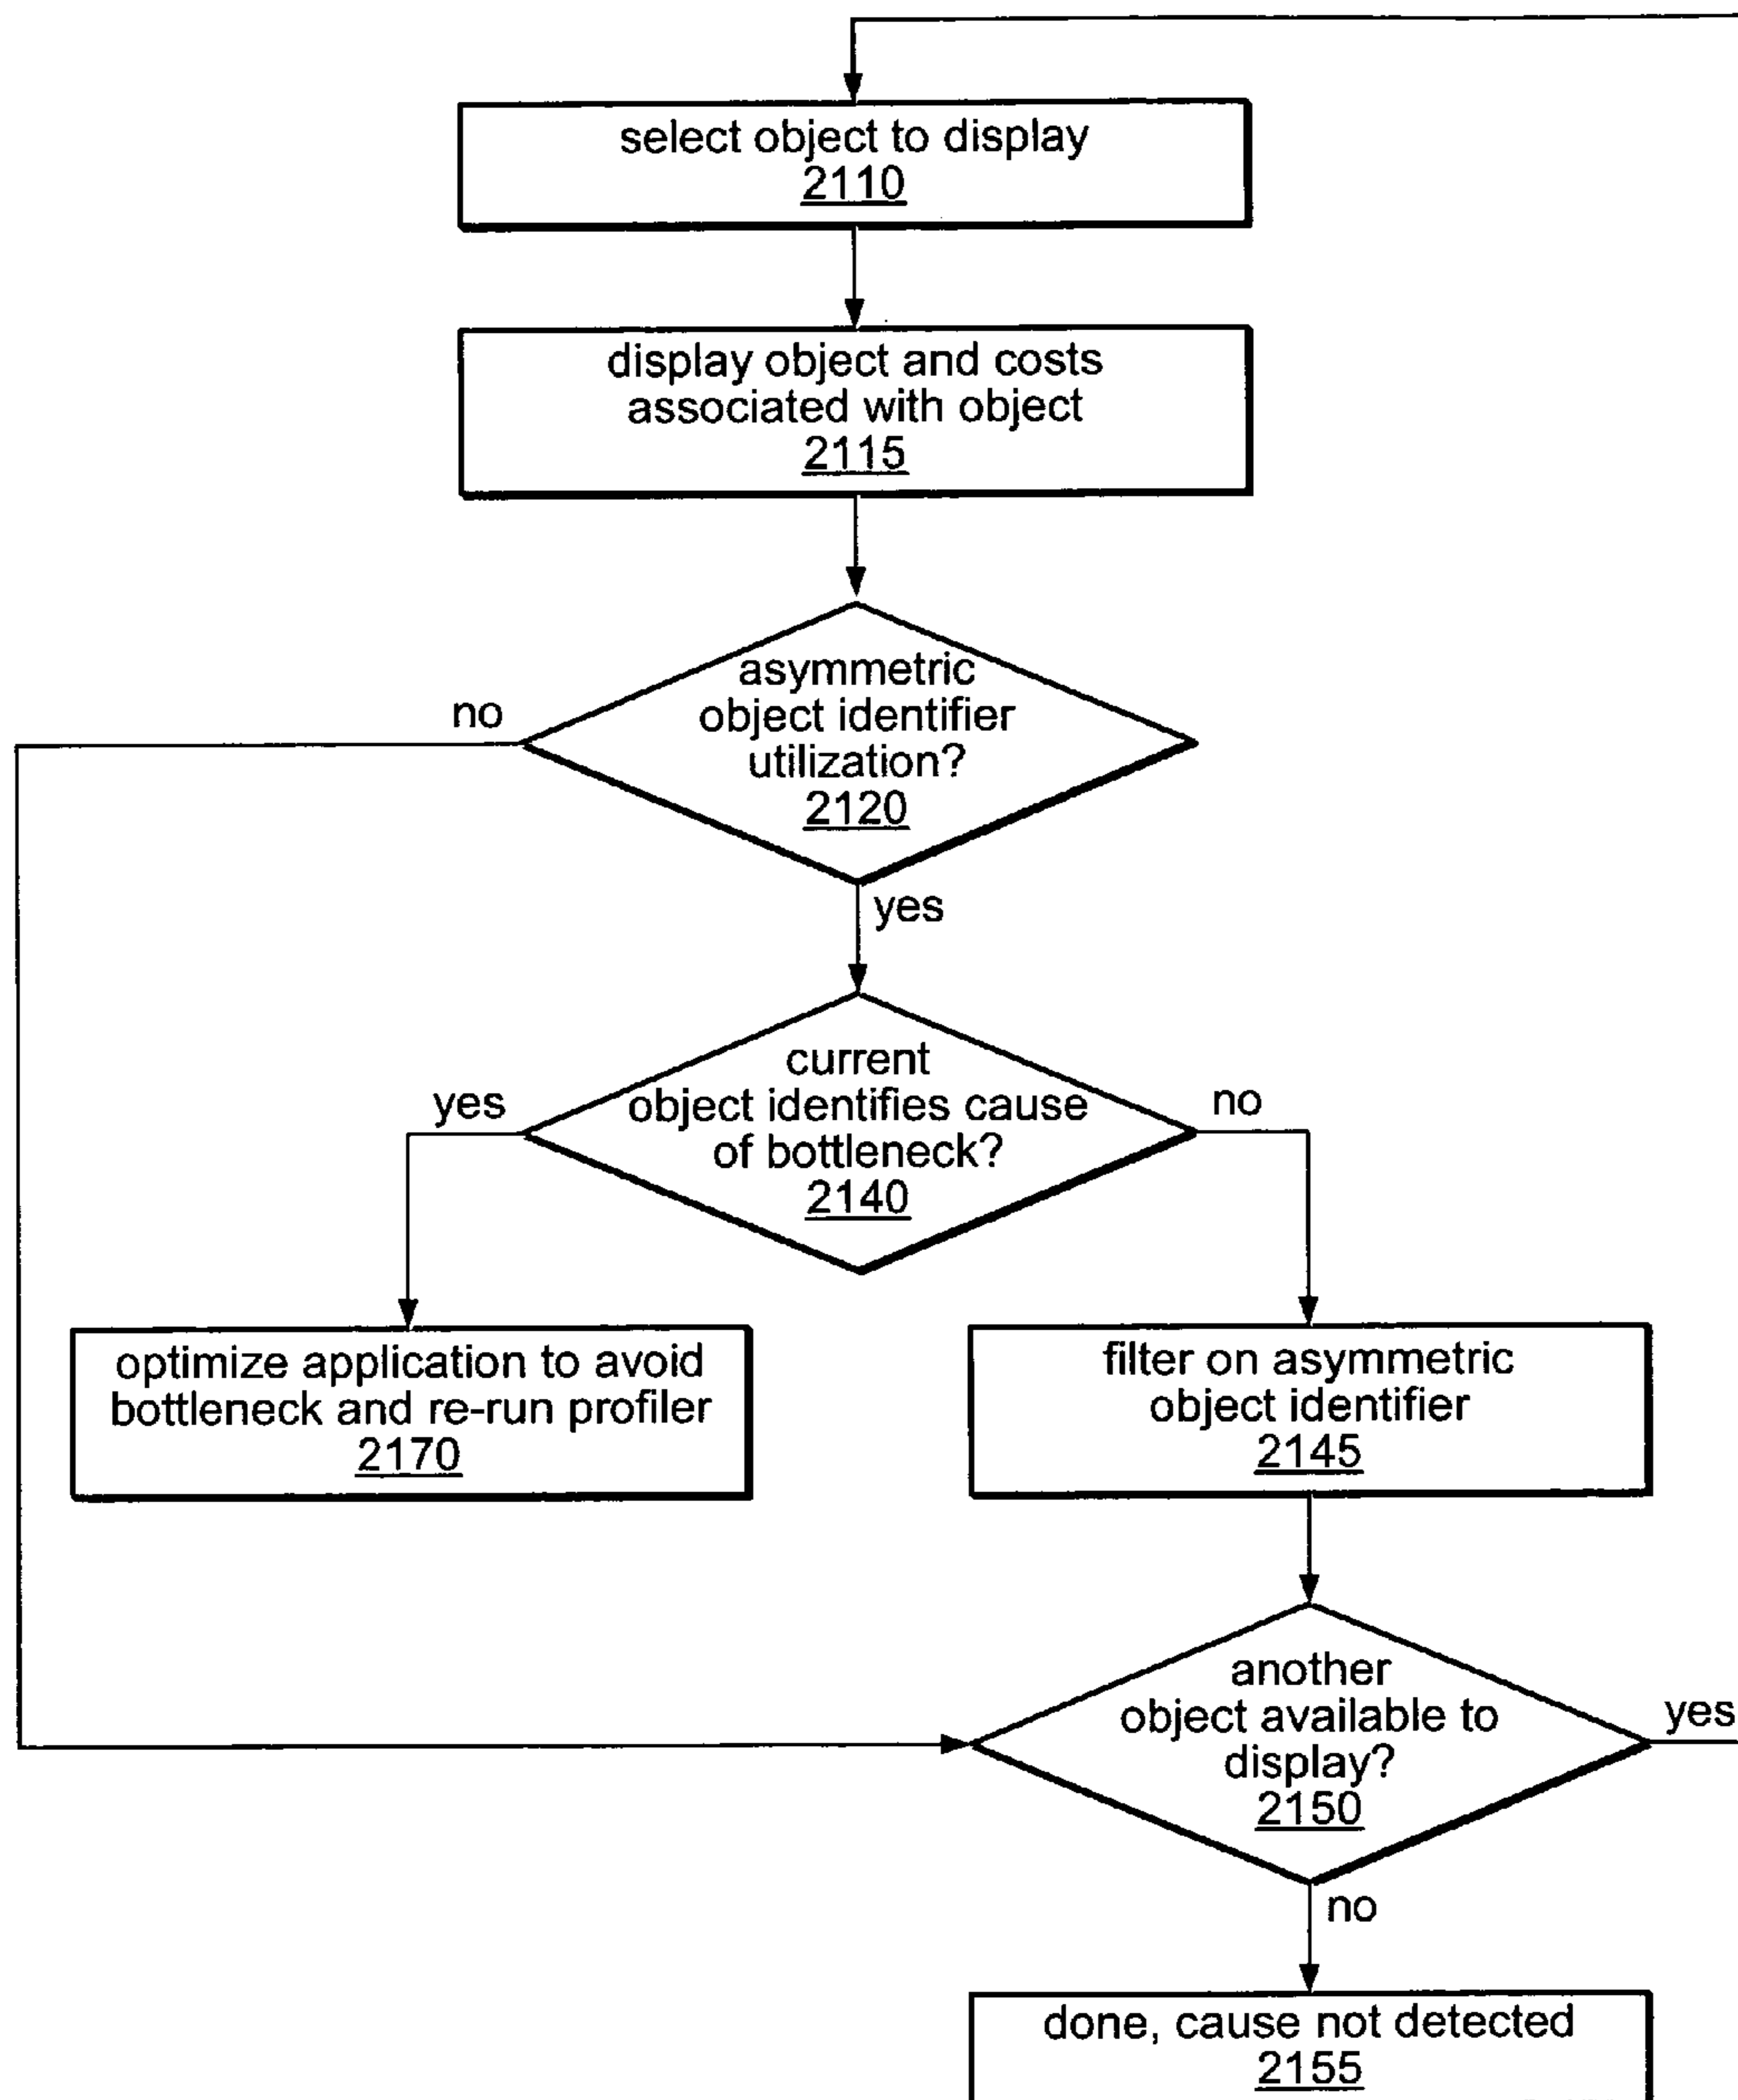 select object to display
2110
display object and costs
associated with object
2115
asymmetric
object identifier
utilization?
2120
no
yes
current
object identifies cause
of bottleneck?
2140
yes
no
optimize application to avoid
bottleneck and re-run profiler
2170
filter on asymmetric
object identifier
2145
another
object available to
display?
2150
yes
no
done, cause not detected
2155